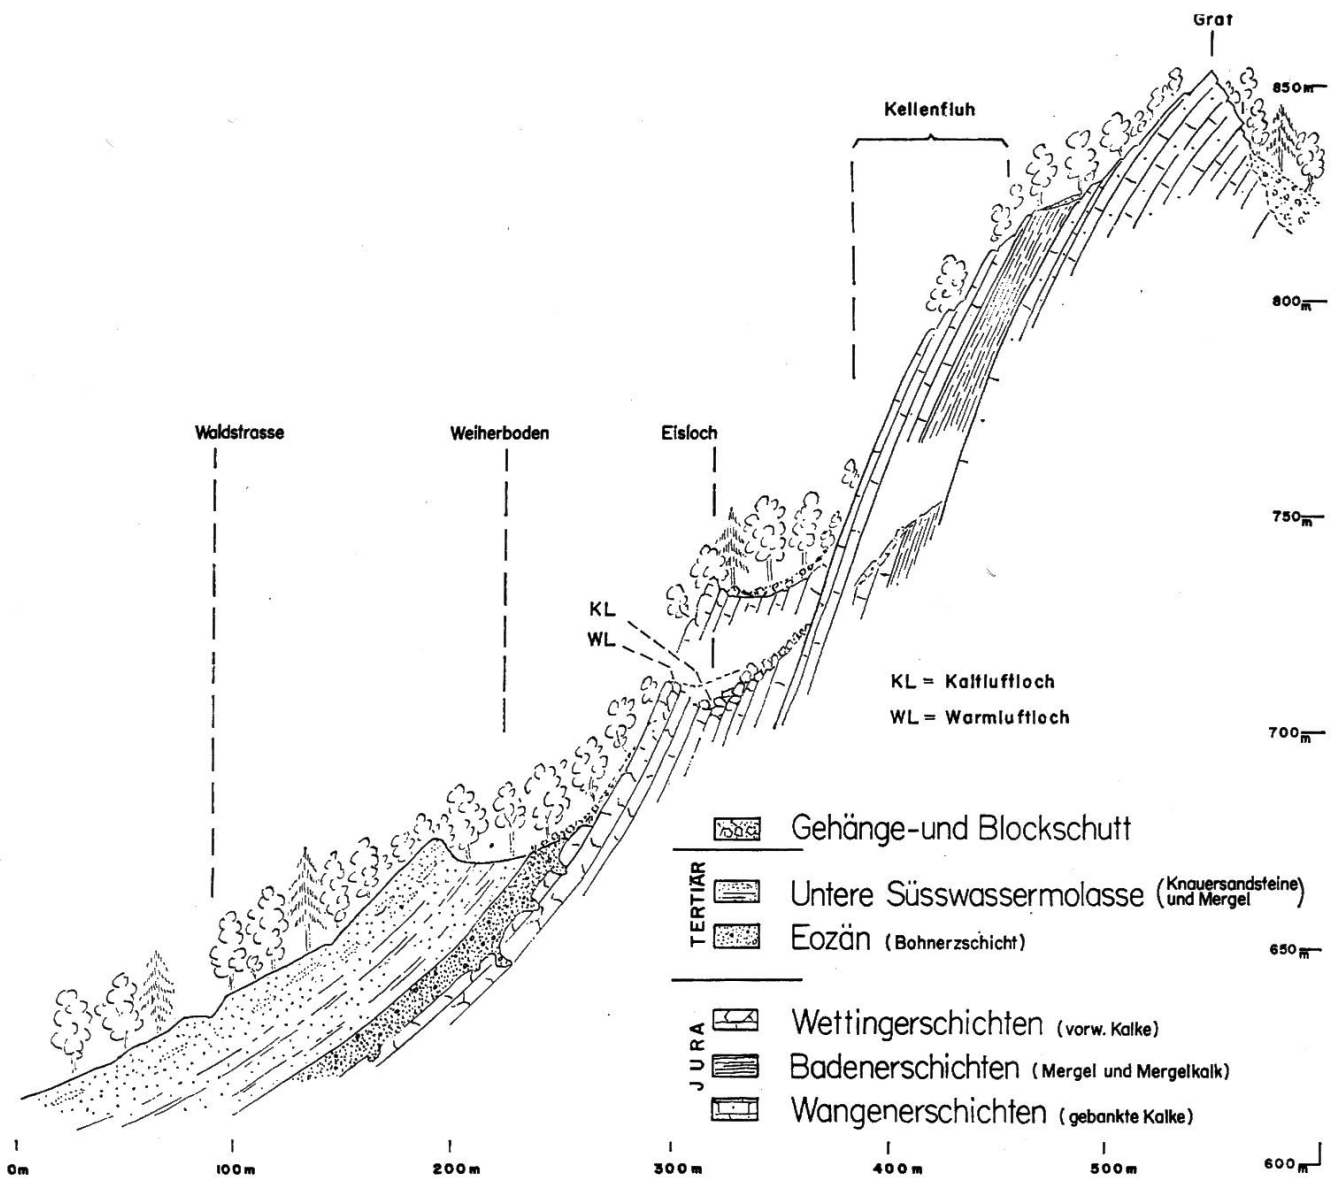 Grat
850m
Kellenfluh
800m
Waldstrasse
Weiherboden
Eisloch
750m
KL
WL
KL = Kaltluftloch
WL = Warmluftloch
700m
Gehänge-und Blockschutt
TERTIÄR
Untere Süsswassermolasse (Knauersandsteine und Mergel)
Eozän (Bohnerzschicht)
650m
JURA
Wettingerschichten (vorw. Kalke)
Badenerschichten (Mergel und Mergelkalk)
Wangenerschichten (gebankte Kalke)
0m
100m
200m
300m
400m
500m
600m